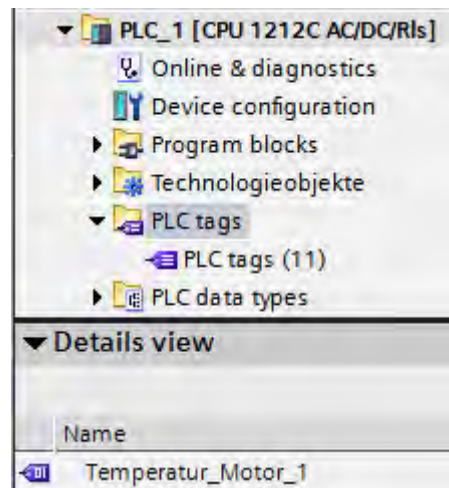 PLC_1 [CPU 1212C AC/DC/Rls]
Online & diagnostics
Device configuration
Program blocks
Technologieobjekte
PLC tags
PLC tags (11)
PLC data types
Details view
Name
Temperatur_Motor_1